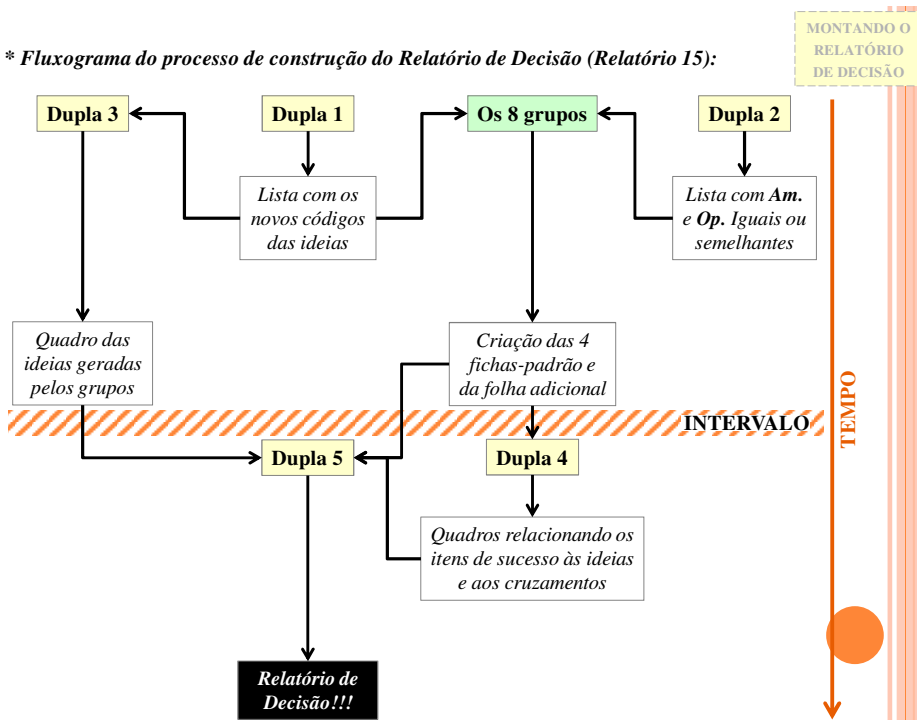 MONTANDO O
RELATÓRIO
DE DECISÃO
* Fluxograma do processo de construção do Relatório de Decisão (Relatório 15):
Dupla 3
Dupla 1
Os 8 grupos
Dupla 2
Lista com os
novos códigos
das ideias
Lista com Am.
e Op. Iguais ou
semelhantes
Quadro das
ideias geradas
pelos grupos
Criação das 4
fichas-padrão e
da folha adicional
INTERVALO
TEMPO
Dupla 5
Dupla 4
Quadros relacionando os
itens de sucesso às ideias
e aos cruzamentos
Relatório de
Decisão!!!